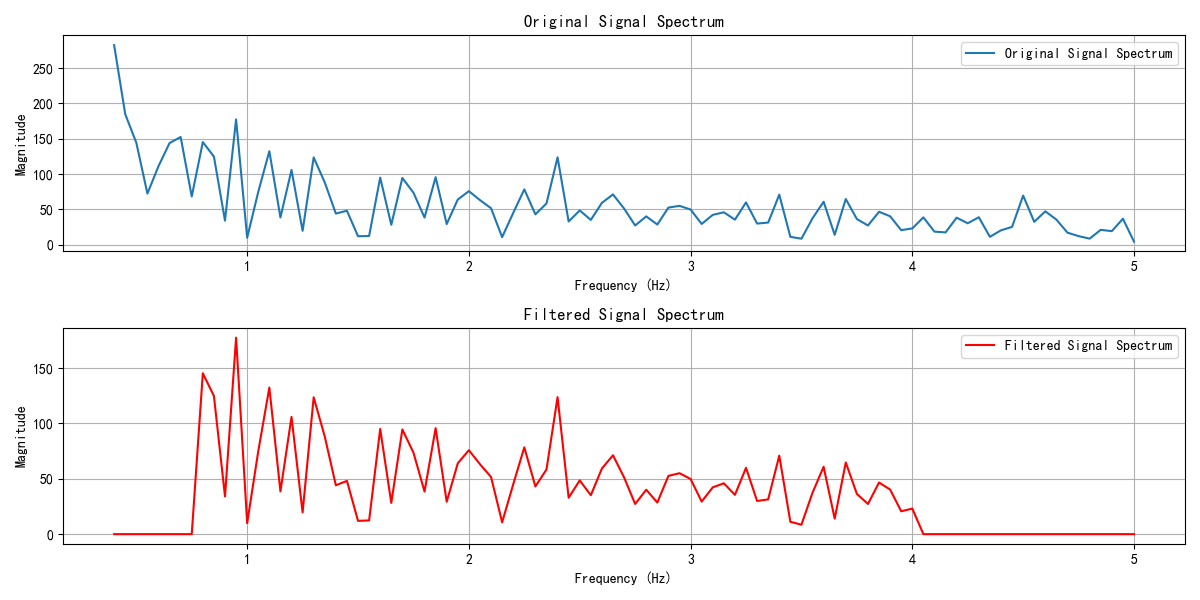 Original Signal Spectrum
Original Signal Spectrum
Magnitude
250
200
150
100
50
0
1 2 3 4 5
Frequency (Hz)
Filtered Signal Spectrum
Filtered Signal Spectrum
Magnitude
150
100
50
0
1 2 3 4 5
Frequency (Hz)